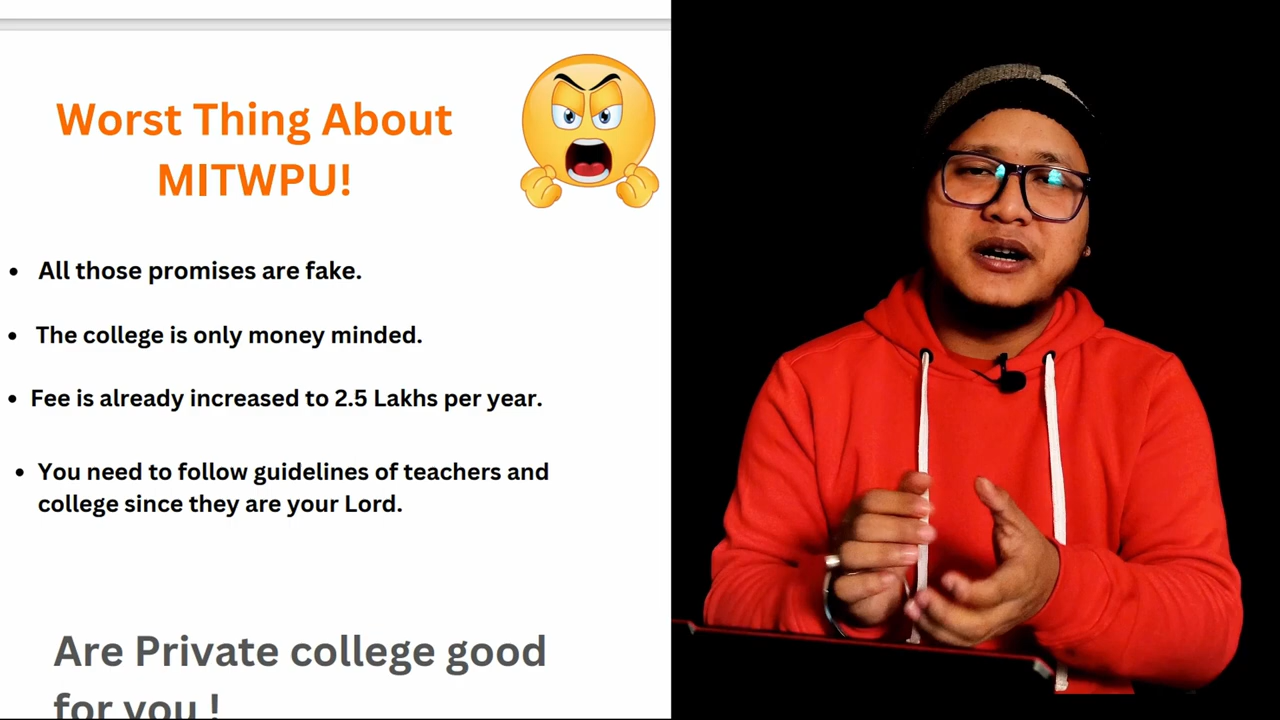 Worst Thing About
MITWPU!
• All those promises are fake.
• The college is only money minded.
• Fee is already increased to 2.5 Lakhs per year.
• You need to follow guidelines of teachers and
college since they are your Lord.
Are Private college good
for you !